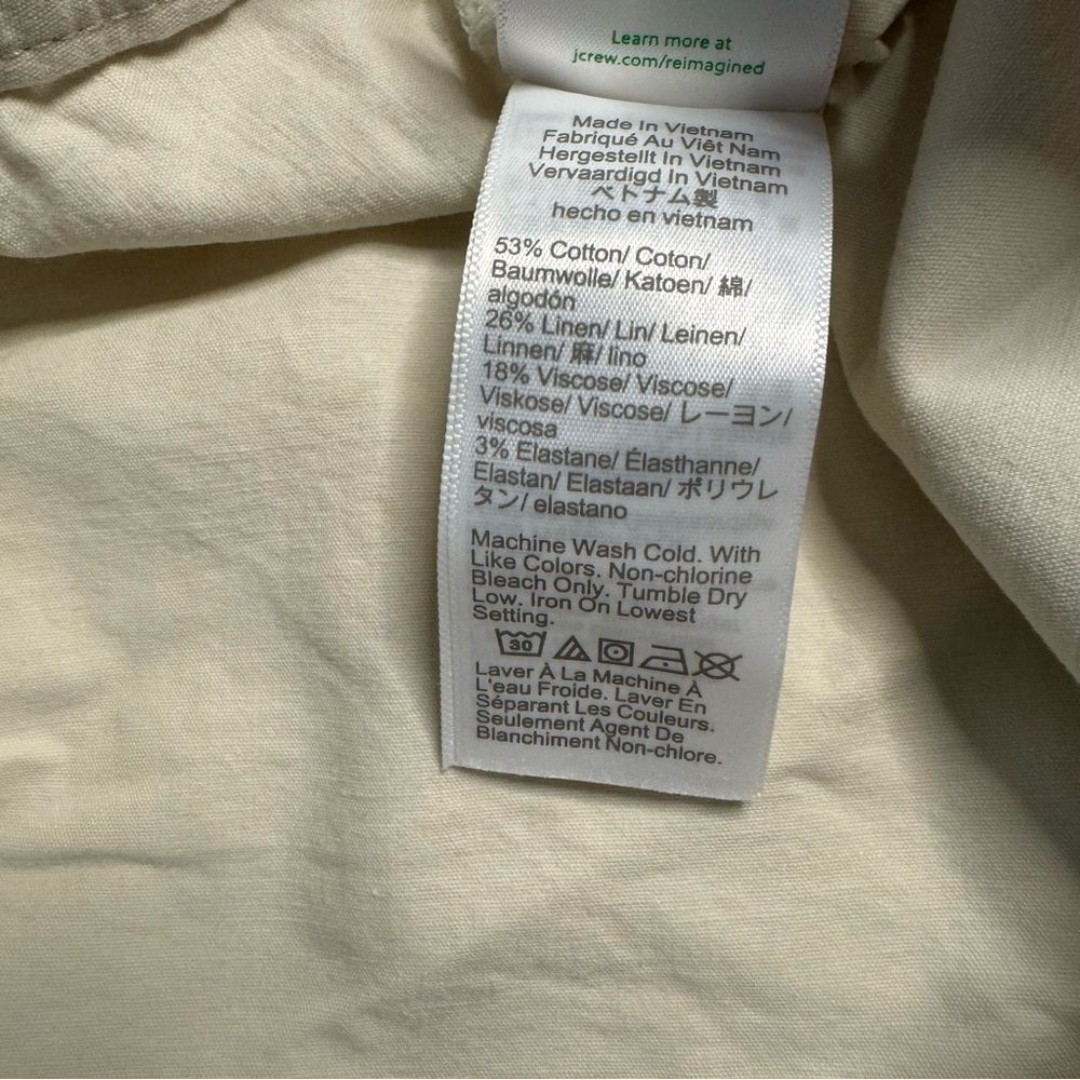 Learn more at
jcrew.com/reimagined
Made In Vietnam
Fabriqué Au Viêt Nam
Hergestellt In Vietnam
Vervaardigd In Vietnam
ベトナム製
hecho en vietnam
53% Cotton/ Coton/
Baumwolle/ Katoen/ 綿/
algodón
26% Linen/ Lin/ Leinen/
Linnen/ 麻/ lino
18% Viscose/ Viscose/
Viskose/ Viscose/ レーヨン/
viscosa
3% Elastane/ Élasthanne/
Elastan/ Elastaan/ ポリウレ
タン/ elastano
Machine Wash Cold. With
Like Colors. Non-chlorine
Bleach Only. Tumble Dry
Low. Iron On Lowest
Setting.
30
Laver À La Machine À
L'eau Froide. Laver En
Séparant Les Couleurs.
Seulement Agent De
Blanchiment Non-chlore.